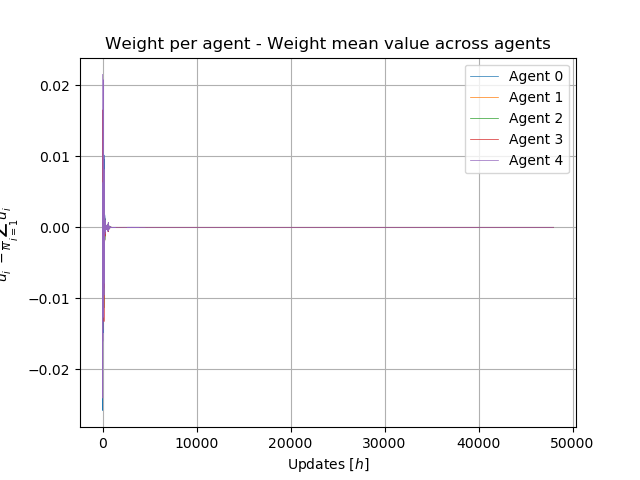 Weight per agent - Weight mean value across agents
Agent 0
Agent 1
Agent 2
Agent 3
Agent 4
0.02
0.01
0.00
−0.01
−0.02
0
10000
20000
30000
40000
50000
Updates [h]